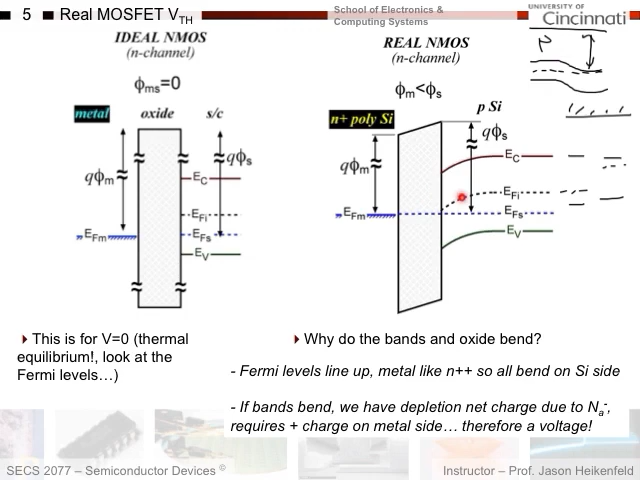 5 Real MOSFET VTH
School of Electronics &
Computing Systems
UNIVERSITY OF
Cincinnati
IDEAL NMOS
(n-channel)
ϕms=0
metal oxide s/c
qϕm
qϕs
EC
EFi
EFm
EFs
EV
REAL NMOS
(n-channel)
ϕm<ϕs
p Si
n+ poly Si
qϕs
qϕm
EC
EFi
EFm
EFs
EV
P
This is for V=0 (thermal
equilibrium!, look at the
Fermi levels…)
Why do the bands and oxide bend?
- Fermi levels line up, metal like n++ so all bend on Si side
- If bands bend, we have depletion net charge due to Na-,
requires + charge on metal side… therefore a voltage!
SECS 2077 – Semiconductor Devices ©
Instructor – Prof. Jason Heikenfeld